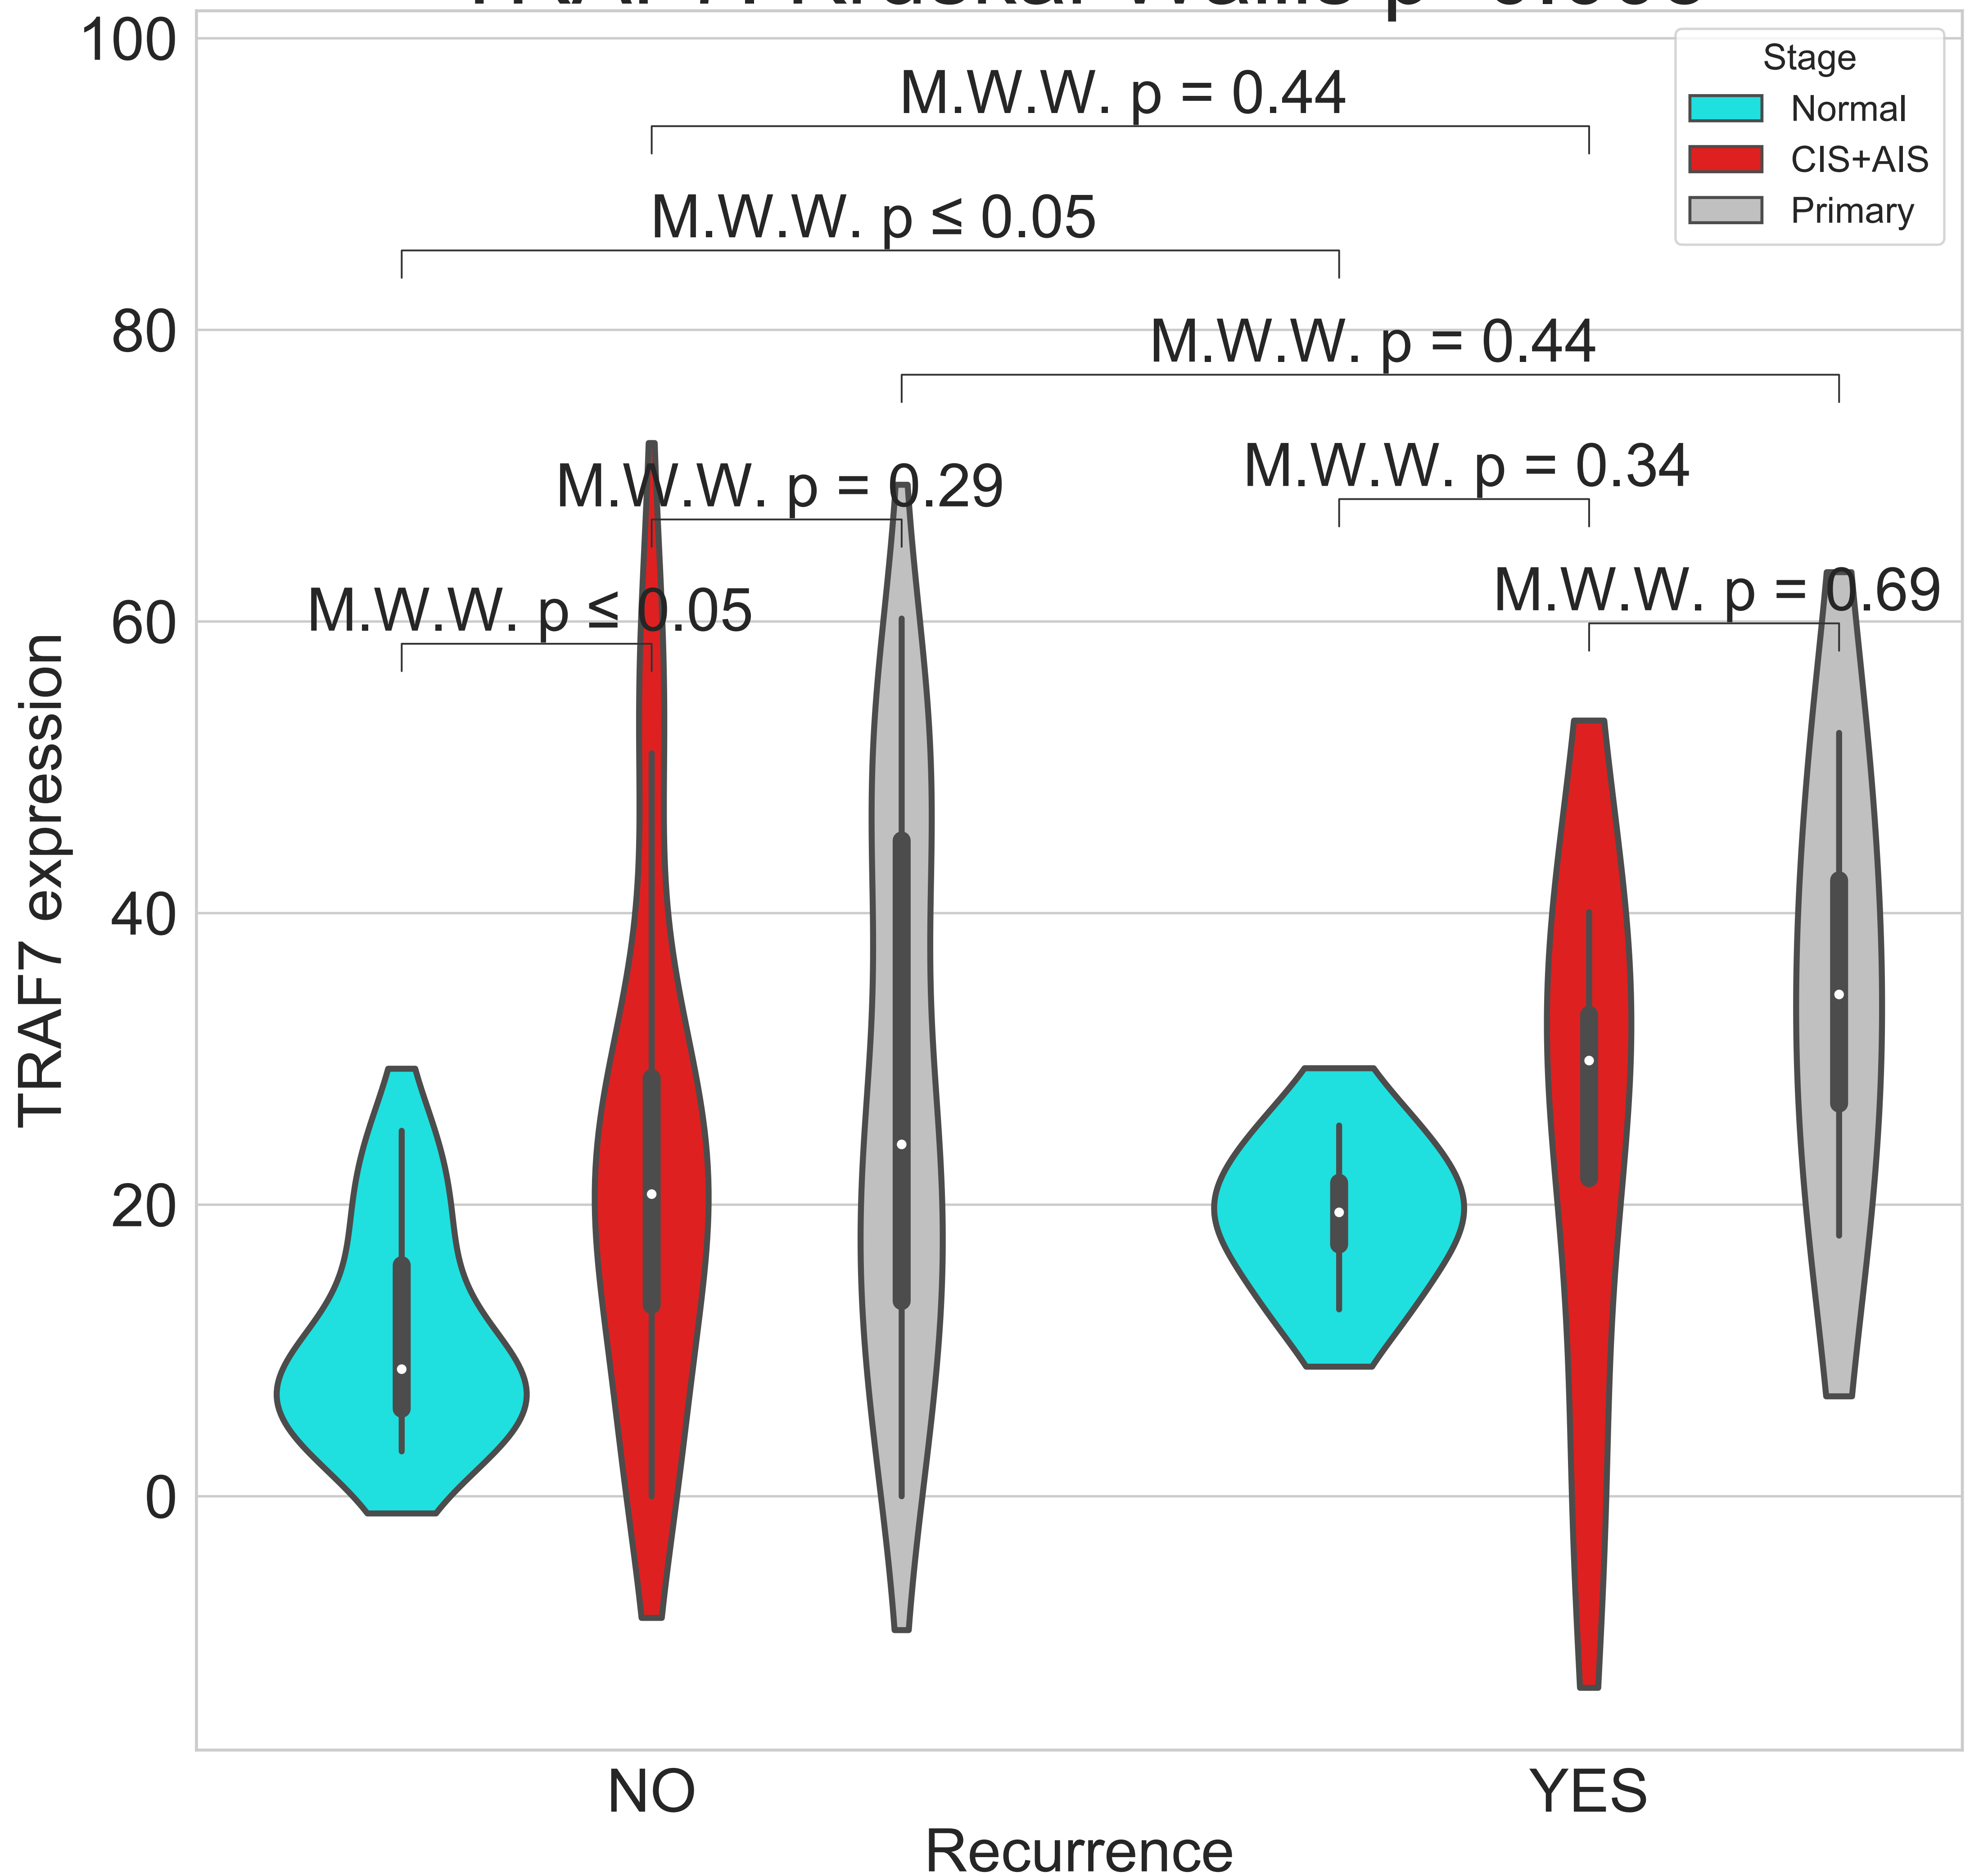 100
Stage
Normal
CIS+AIS
Primary
M.W.W. p = 0.44
M.W.W. p ≤ 0.05
80
M.W.W. p = 0.44
M.W.W. p = 0.29
M.W.W. p = 0.34
M.W.W. p ≤ 0.05
M.W.W. p = 0.69
60
TRAF7 expression
40
20
0
NO
YES
Recurrence